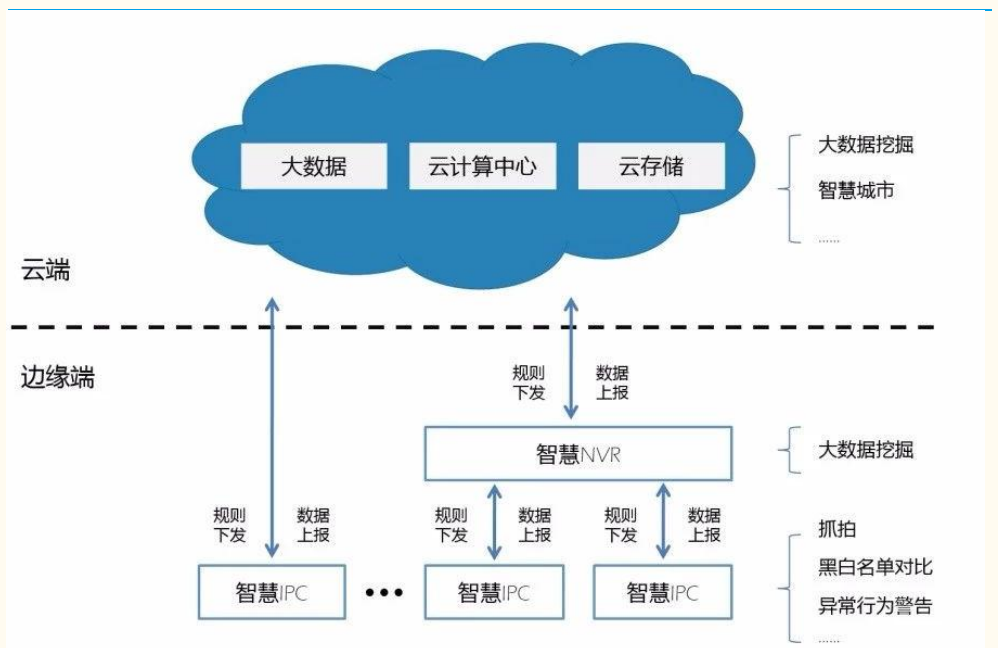 大数据
云计算中心
云存储
大数据挖掘
智慧城市
......
云端
边缘端
规则
下发
数据
上报
智慧NVR
大数据挖掘
规则
下发
数据
上报
规则
下发
数据
上报
规则
下发
数据
上报
智慧IPC
•••
智慧IPC
智慧IPC
抓拍
黑白名单对比
异常行为警告
......